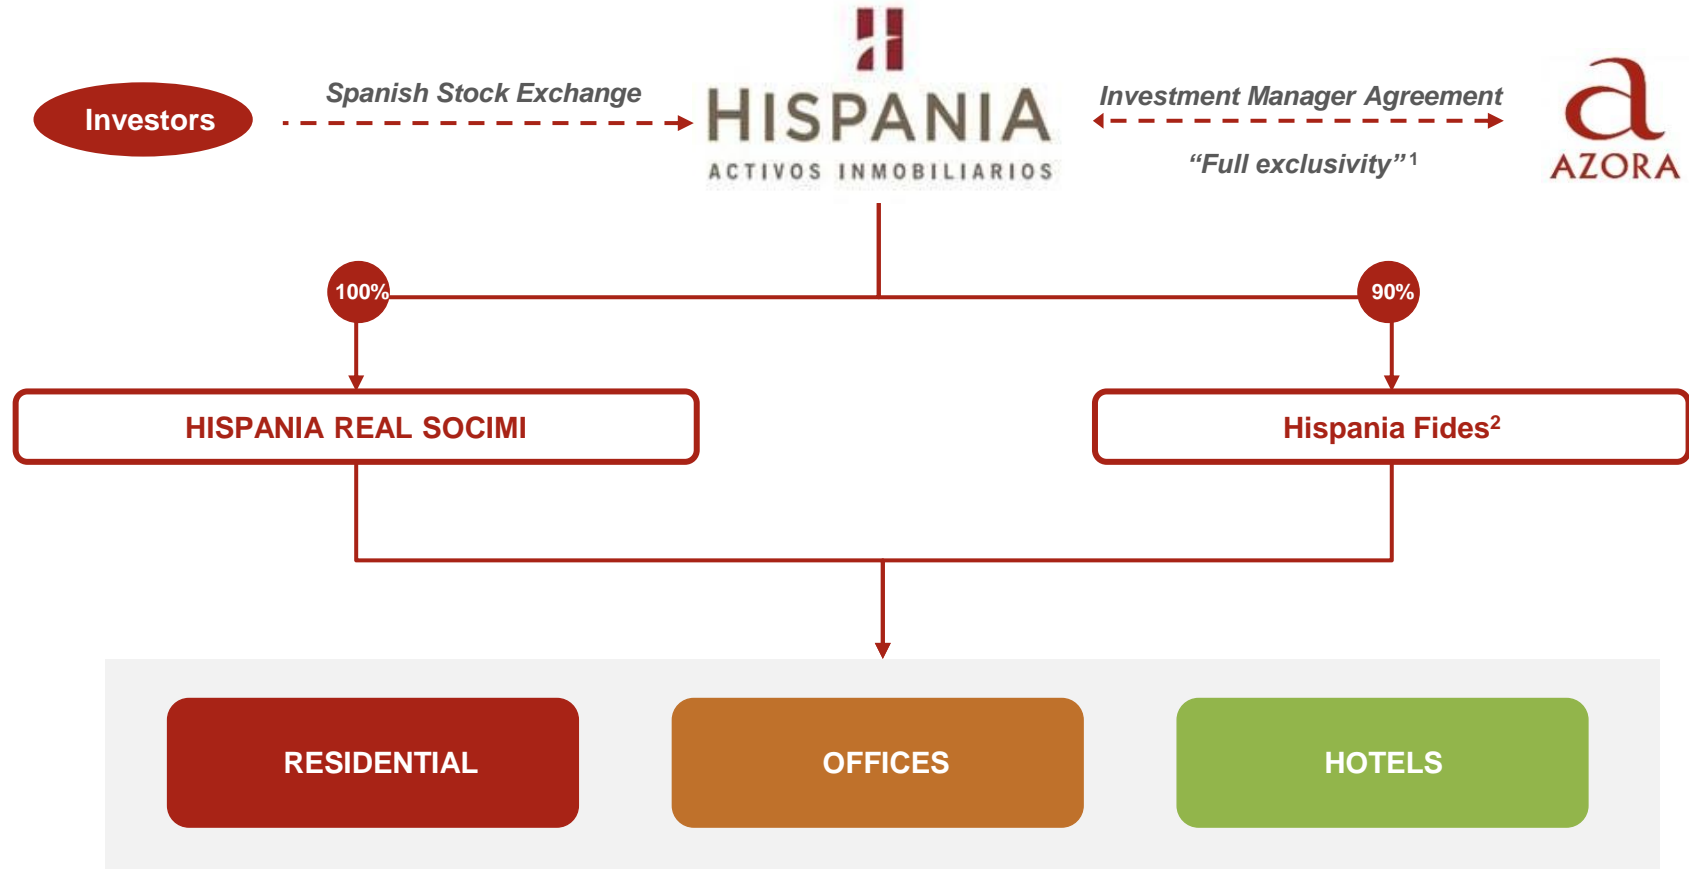 Investors
Spanish Stock Exchange
HISPANIA
ACTIVOS INMOBILIARIOS
Investment Manager Agreement
“Full exclusivity”¹
a
AZORA
100%
90%
HISPANIA REAL SOCIMI
Hispania Fides²
RESIDENTIAL
OFFICES
HOTELS